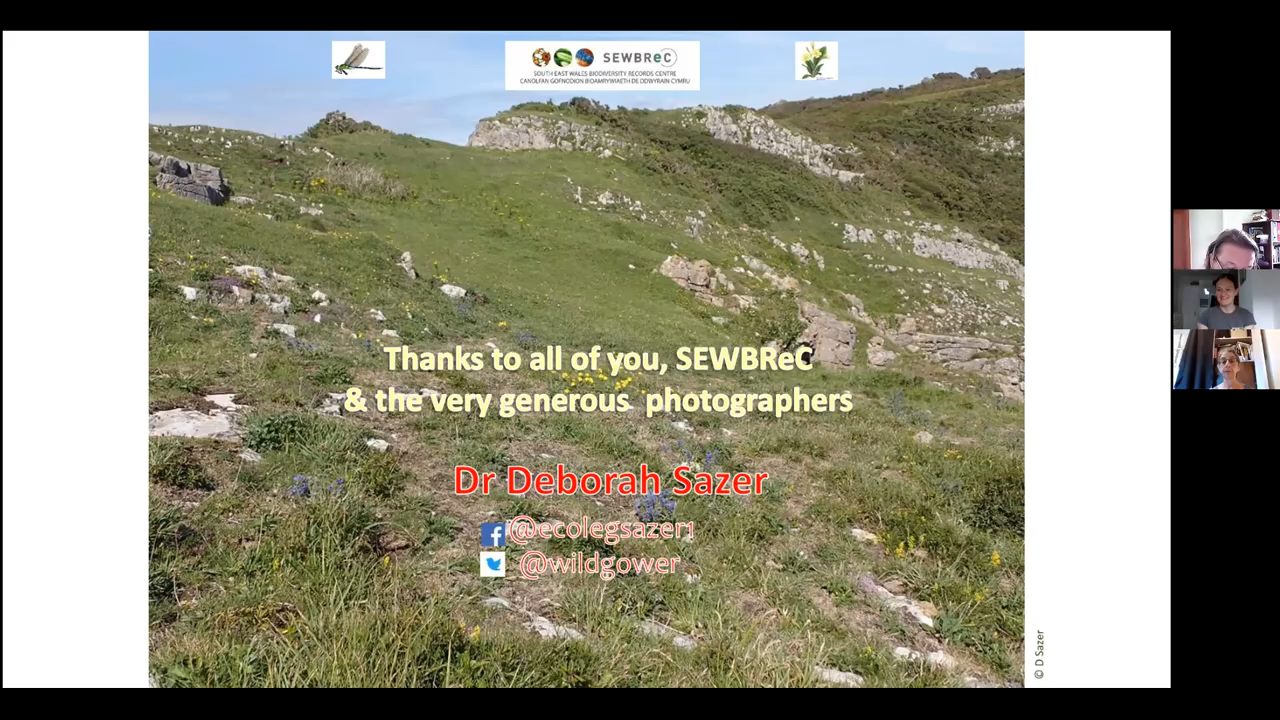 SEWBReC
SOUTH EAST WALES BIODIVERSITY RECORDS CENTRE
CANOLFAN GOFNODION BIOAMRYWIAETH DE DDWYRAIN CYMRU
Thanks to all of you, SEWBReC
& the very generous photographers
Dr Deborah Sazer
@ecolegsazer1
@wildgower
© D Sazer